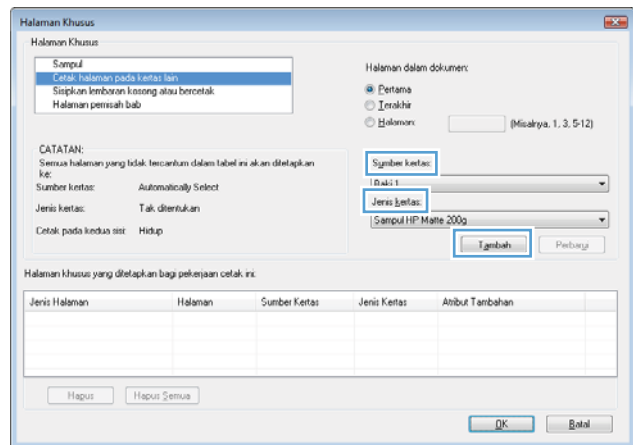 Halaman Khusus
Halaman Khusus
Sampul
Cetak halaman pada kertas lain
Sisipkan lembaran kosong atau bercetak
Halaman pemisah bab
Halaman dalam dokumen:
Pertama
Terakhir
Halaman:
(Misalnya, 1, 3, 5-12)
CATATAN:
Semua halaman yang tidak tercantum dalam tabel ini akan ditetapkan
ke:
Sumber kertas: Automatically Select
Jenis kertas: Tak ditentukan
Cetak pada kedua sisi: Hidup
Sumber kertas:
Baki 1
Jenis kertas:
Sampul HP Matte 200g
Tambah Perbarui
Halaman khusus yang ditetapkan bagi pekerjaan cetak ini:
Jenis Halaman Halaman Sumber Kertas Jenis Kertas Atribut Tambahan
Hapus Hapus Semua
OK Batal